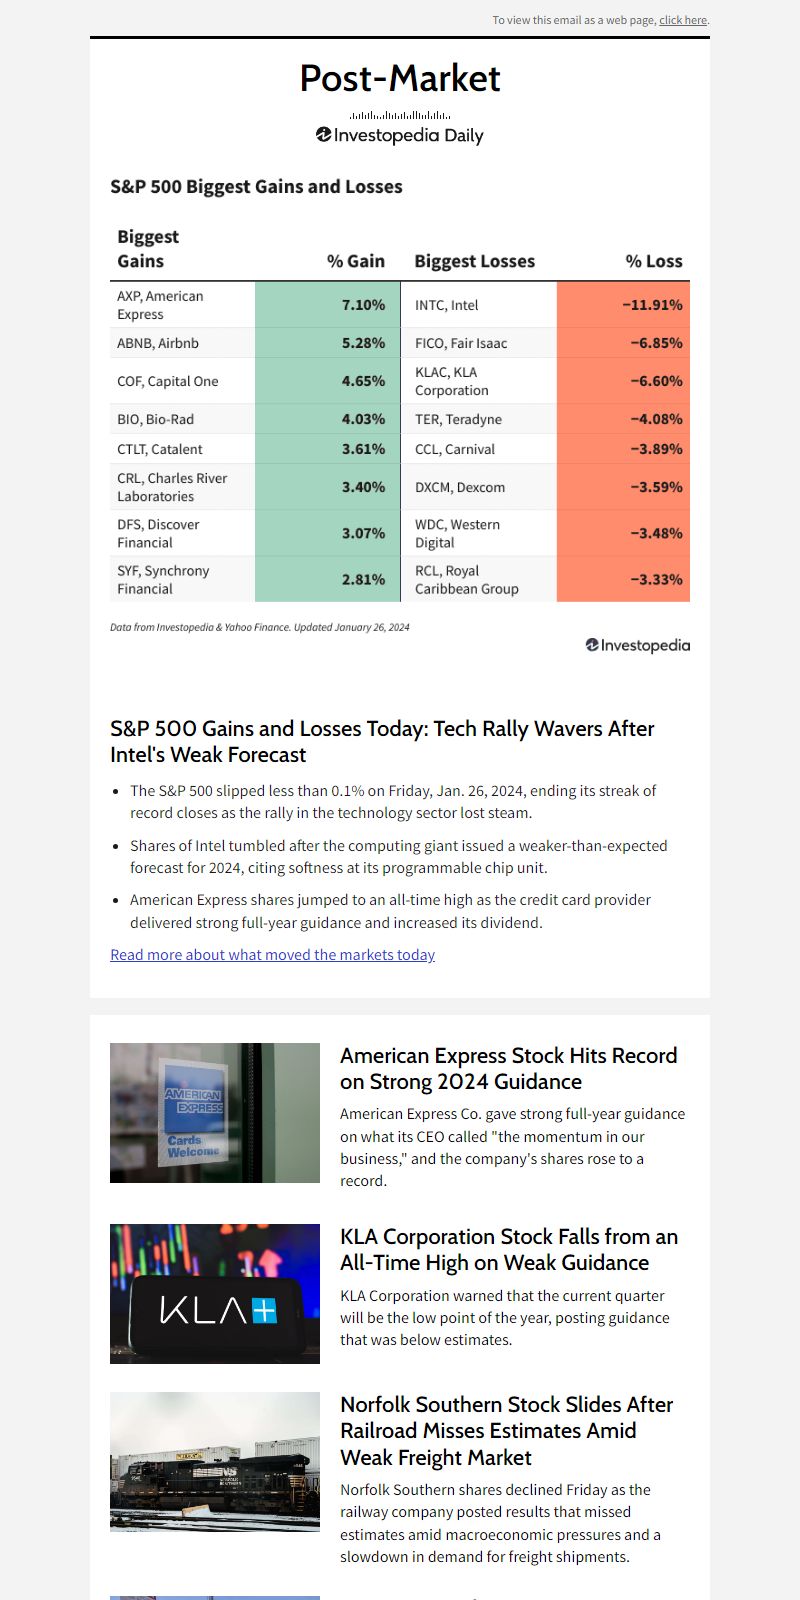 To view this email as a web page, click here.
Post-Market
Investopedia Daily
S&P 500 Biggest Gains and Losses
Biggest
Gains
% Gain
Biggest Losses
% Loss
AXP, American
Express
7.10%
INTC, Intel
−11.91%
ABNB, Airbnb
5.28%
FICO, Fair Isaac
−6.85%
COF, Capital One
4.65%
KLAC, KLA
Corporation
−6.60%
BIO, Bio-Rad
4.03%
TER, Teradyne
−4.08%
CTLT, Catalent
3.61%
CCL, Carnival
−3.89%
CRL, Charles River
Laboratories
3.40%
DXCM, Dexcom
−3.59%
DFS, Discover
Financial
3.07%
WDC, Western
Digital
−3.48%
SYF, Synchrony
Financial
2.81%
RCL, Royal
Caribbean Group
−3.33%
Data from Investopedia & Yahoo Finance. Updated January 26, 2024
Investopedia
S&P 500 Gains and Losses Today: Tech Rally Wavers After
Intel's Weak Forecast
• The S&P 500 slipped less than 0.1% on Friday, Jan. 26, 2024, ending its streak of
record closes as the rally in the technology sector lost steam.
• Shares of Intel tumbled after the computing giant issued a weaker-than-expected
forecast for 2024, citing softness at its programmable chip unit.
• American Express shares jumped to an all-time high as the credit card provider
delivered strong full-year guidance and increased its dividend.
Read more about what moved the markets today
AMERICAN
EXPRESS
Cards
Welcome
American Express Stock Hits Record
on Strong 2024 Guidance
American Express Co. gave strong full-year guidance
on what its CEO called "the momentum in our
business," and the company's shares rose to a
record.
KLA+
KLA Corporation Stock Falls from an
All-Time High on Weak Guidance
KLA Corporation warned that the current quarter
will be the low point of the year, posting guidance
that was below estimates.
NS
Norfolk Southern Stock Slides After
Railroad Misses Estimates Amid
Weak Freight Market
Norfolk Southern shares declined Friday as the
railway company posted results that missed
estimates amid macroeconomic pressures and a
slowdown in demand for freight shipments.